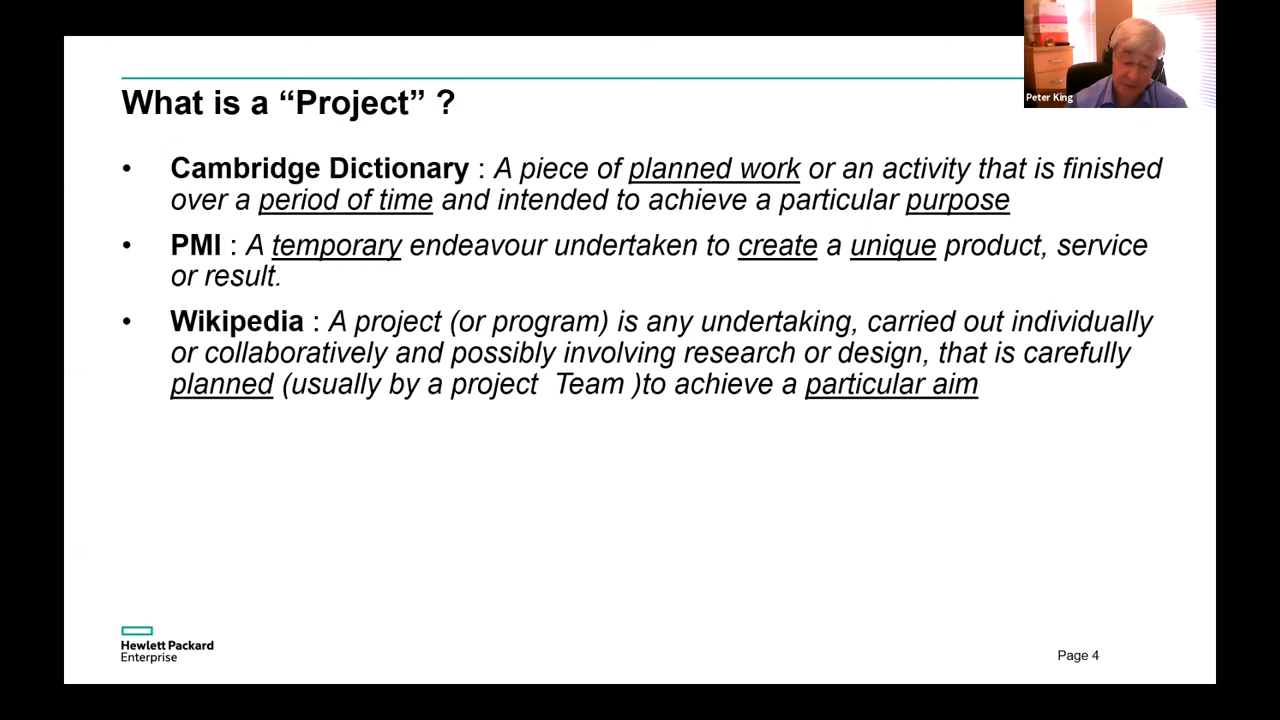 What is a “Project” ?
Peter King
• Cambridge Dictionary : A piece of planned work or an activity that is finished
over a period of time and intended to achieve a particular purpose
• PMI : A temporary endeavour undertaken to create a unique product, service
or result.
• Wikipedia : A project (or program) is any undertaking, carried out individually
or collaboratively and possibly involving research or design, that is carefully
planned (usually by a project  Team )to achieve a particular aim
Hewlett Packard
Enterprise
Page 4